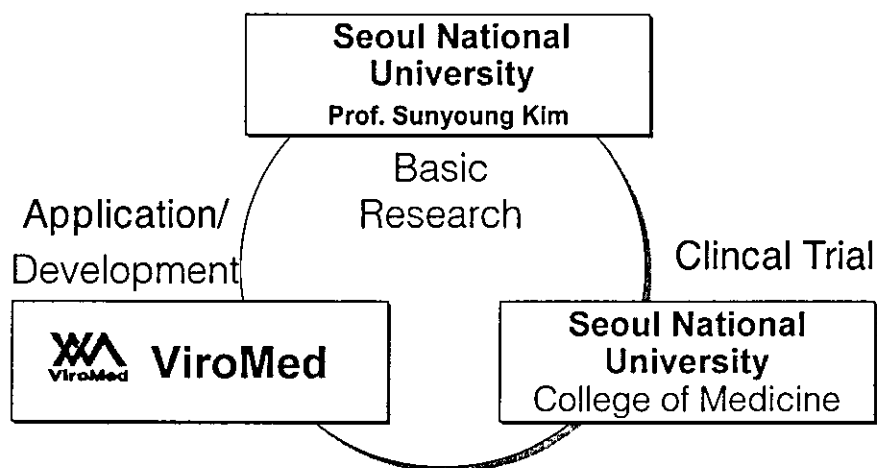 Seoul National
University
Prof. Sunyoung Kim
Basic
Research
Application/
Development
Clincal Trial
ViroMed
ViroMed
Seoul National
University
College of Medicine